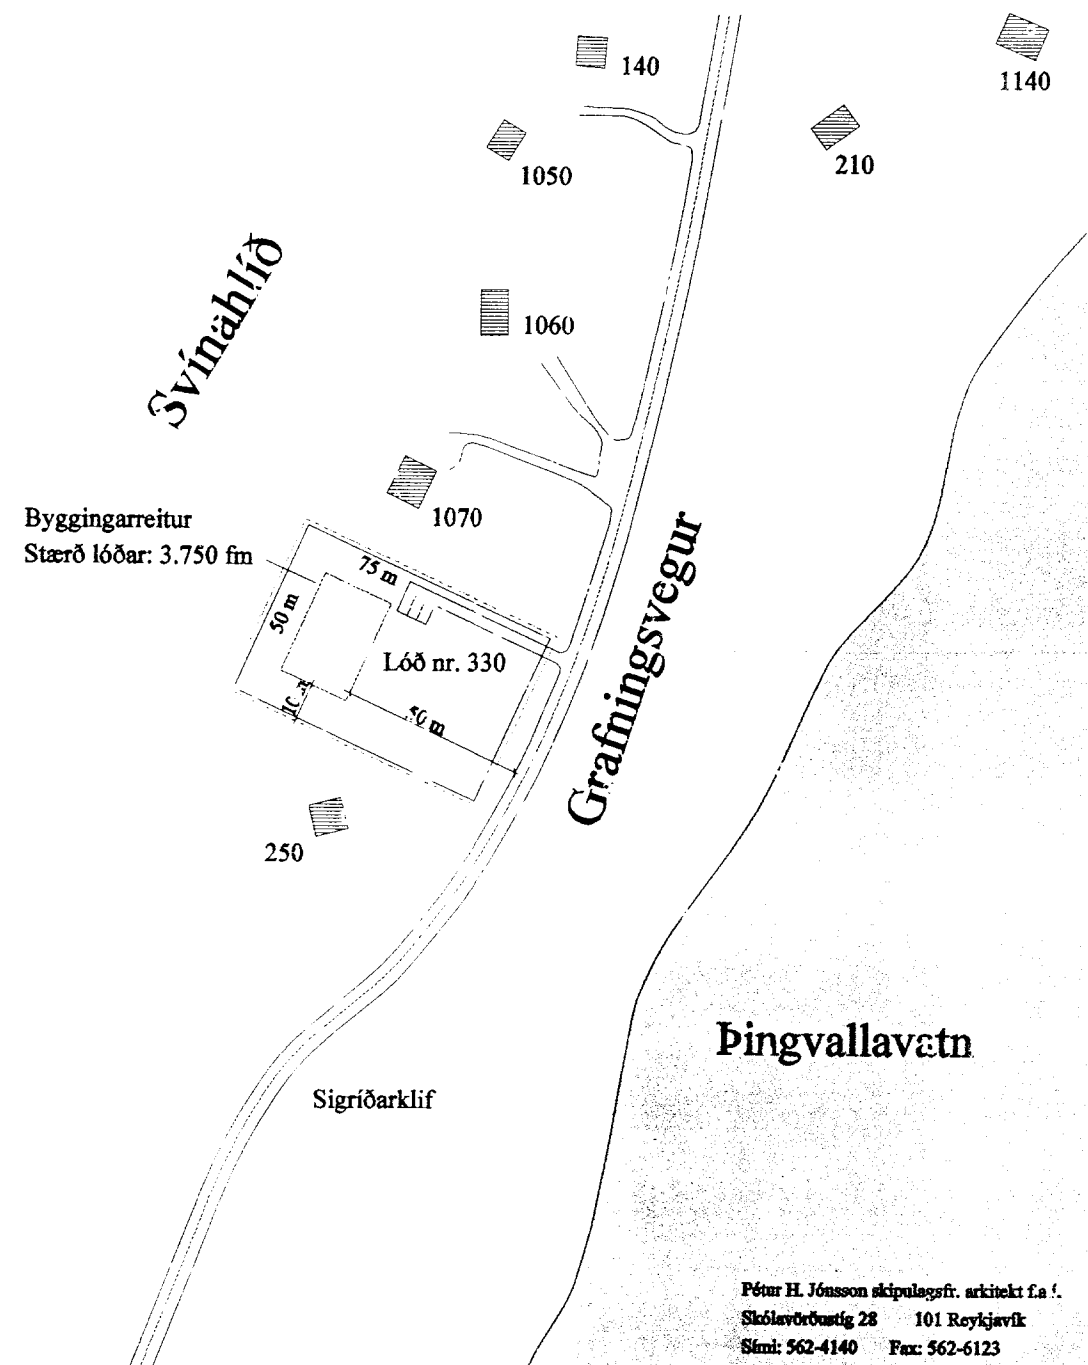 140
1140
1050
210
Svínahlíð
1060
1070
Byggingarreitur
Stærð lóðar: 3.750 fm
75 m
50 m
Lóð nr. 330
50 m
Grafningsvegur
250
Þingvallavatn
Sigríðarklif
Pétur H. Jónsson skipulagsfr. arkitekt
Skólavörðustíg 28 101 Reykjavík
Sími: 562-4140 Fax: 562-6123